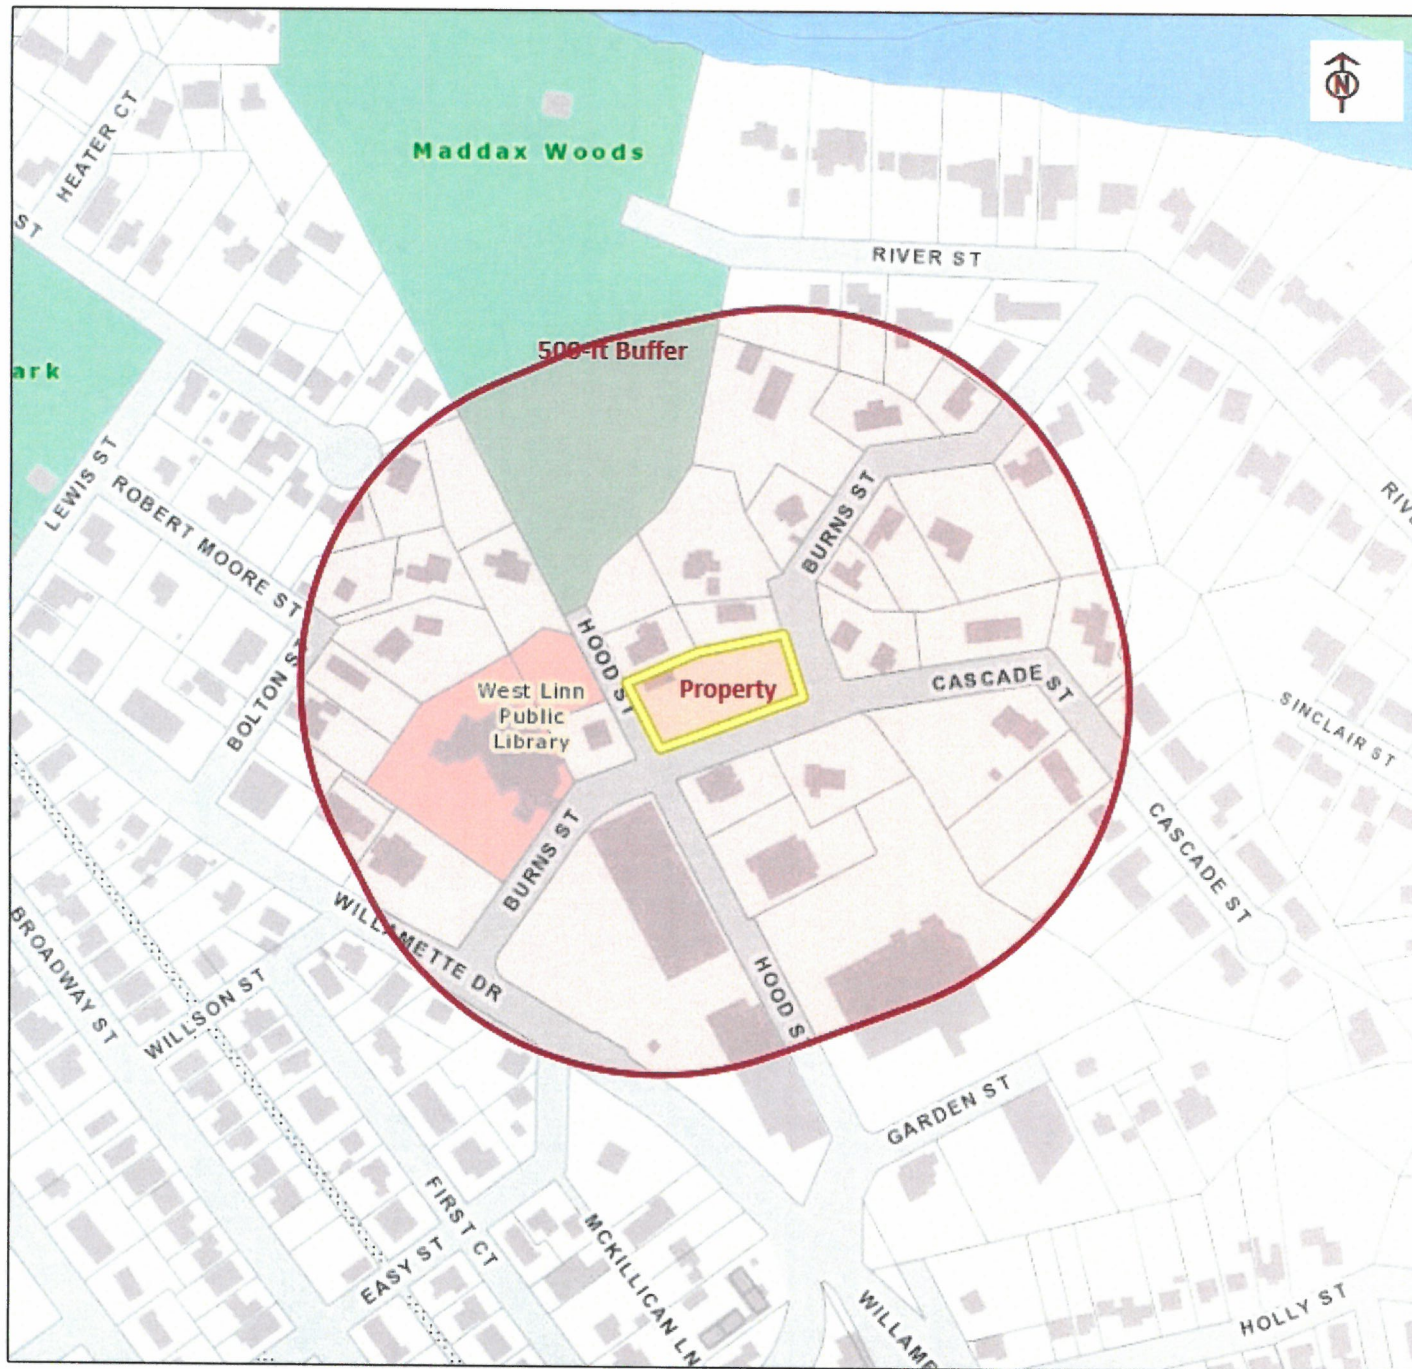 N
HEATER CT
Maddax Woods
ST
RIVER ST
500-ft Buffer
ark
LEWIS ST
ROBERT MOORE ST
BURNS ST
HOOD ST
CASCADE ST
Property
West Linn
Public
Library
BOLTON ST
SINCLAIR ST
CASCADE ST
BURNS ST
WILLAMETTE DR
BROADWAY ST
WILLSON ST
HOOD S
GARDEN ST
FIRST CT
EASY ST
MCKILLICAN LN
HOLLY ST